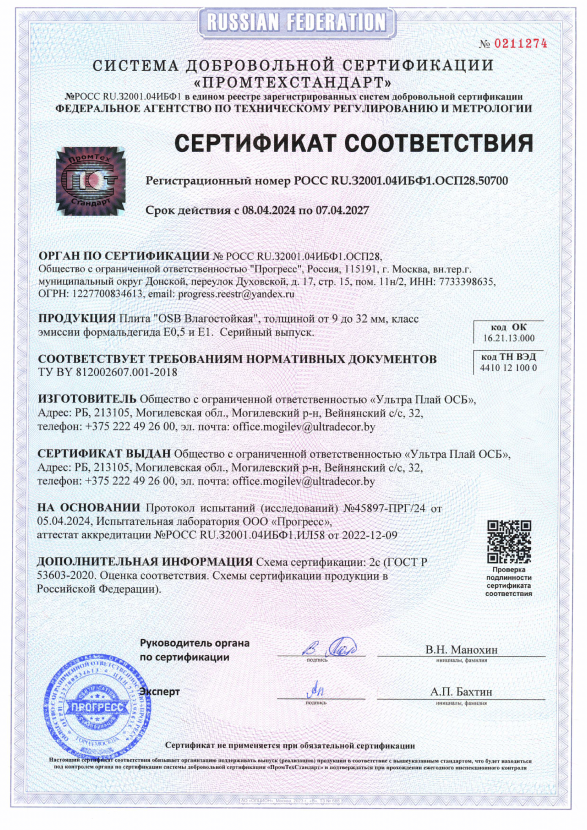 RUSSIAN FEDERATION
№ 0211274
СИСТЕМА ДОБРОВОЛЬНОЙ СЕРТИФИКАЦИИ
«ПРОМТЕХСТАНДАРТ»
№РОСС RU.32001.04ИБФ1 в едином реестре зарегистрированных систем добровольной сертификации
ФЕДЕРАЛЬНОЕ АГЕНТСТВО ПО ТЕХНИЧЕСКОМУ РЕГУЛИРОВАНИЮ И МЕТРОЛОГИИ
СЕРТИФИКАТ СООТВЕТСТВИЯ
ПромТех
Стандарт
Регистрационный номер РОСС RU.32001.04ИБФ1.ОСП28.50700
Срок действия с 08.04.2024 по 07.04.2027
ОРГАН ПО СЕРТИФИКАЦИИ № РОСС RU.32001.04ИБФ1.ОСП28,
Общество с ограниченной ответственностью "Прогресс", Россия, 115191, г. Москва, вн.тер.г.
муниципальный округ Донской, переулок Духовской, д. 17, стр. 15, пом. 11н/2, ИНН: 7733398635,
ОГРН: 1227700834613, email: progress.reestr@yandex.ru
ПРОДУКЦИЯ Плита "OSB Влагостойкая", толщиной от 9 до 32 мм, класс
эмиссии формальдегида Е0,5 и Е1. Серийный выпуск.
код ОК
16.21.13.000
СООТВЕТСТВУЕТ ТРЕБОВАНИЯМ НОРМАТИВНЫХ ДОКУМЕНТОВ
ТУ BY 812002607.001-2018
код ТН ВЭД
4410 12 100 0
ИЗГОТОВИТЕЛЬ Общество с ограниченной ответственностью «Ультра Плай ОСБ»,
Адрес: РБ, 213105, Могилевская обл., Могилевский р-н, Вейнянский с/с, 32,
телефон: +375 222 49 26 00, эл. почта: office.mogilev@ultradecor.by
СЕРТИФИКАТ ВЫДАН Общество с ограниченной ответственностью «Ультра Плай ОСБ»,
Адрес: РБ, 213105, Могилевская обл., Могилевский р-н, Вейнянский с/с, 32,
телефон: +375 222 49 26 00, эл. почта: office.mogilev@ultradecor.by
НА ОСНОВАНИИ Протокол испытаний (исследований) №45897-ПРГ/24 от
05.04.2024, Испытательная лаборатория ООО «Прогресс»,
аттестат аккредитации №РОСС RU.32001.04ИБФ1.ИЛ58 от 2022-12-09
ДОПОЛНИТЕЛЬНАЯ ИНФОРМАЦИЯ Схема сертификации: 2с (ГОСТ Р
53603-2020. Оценка соответствия. Схемы сертификации продукции в
Российской Федерации).
Проверка
подлинности
сертификата
соответствия
Руководитель органа
по сертификации
подпись
В.Н. Манохин
инициалы, фамилия
Эксперт
подпись
А.П. Бахтин
инициалы, фамилия
ПРОГРЕСС
Сертификат не применяется при обязательной сертификации
Настоящий сертификат соответствия обязывает организацию поддерживать выпуск (реализацию) продукции в соответствие с вышеуказанным стандартом, что будет находиться
под контролем органа по сертификации системы добровольной сертификации «ПромТехСтандарт» и подтверждаться при прохождении ежегодного инспекционного контроля